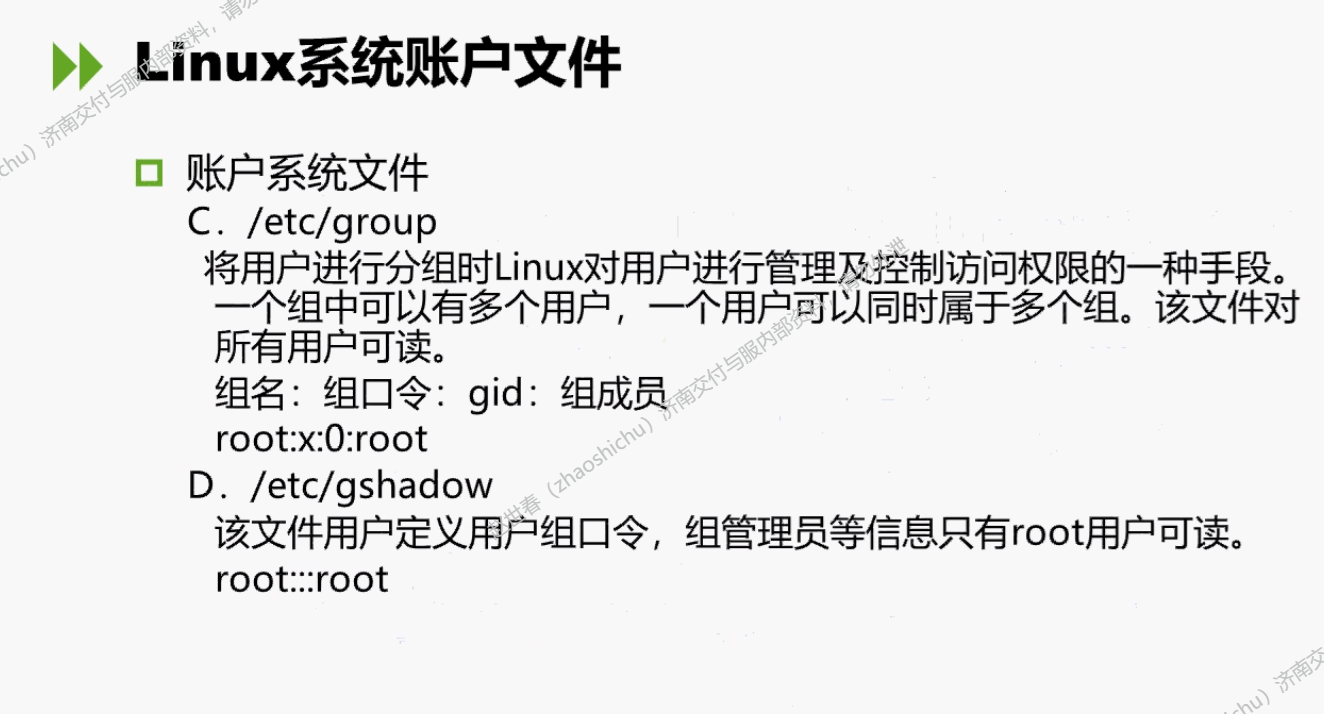 Linux系统账户文件
账户系统文件
C. /etc/group
将用户进行分组时Linux对用户进行管理及控制访问权限的一种手段。
一个组中可以有多个用户，一个用户可以同时属于多个组。该文件对
所有用户可读。
组名：组口令：gid：组成员
root:x:0:root
D. /etc/gshadow
该文件用户定义用户组口令，组管理员等信息只有root用户可读。
root:::root
chu）济南交付与服内部资料，请勿
世春（zhaoshichu）济南交付与服内部资料，请勿外泄
chu）济南交